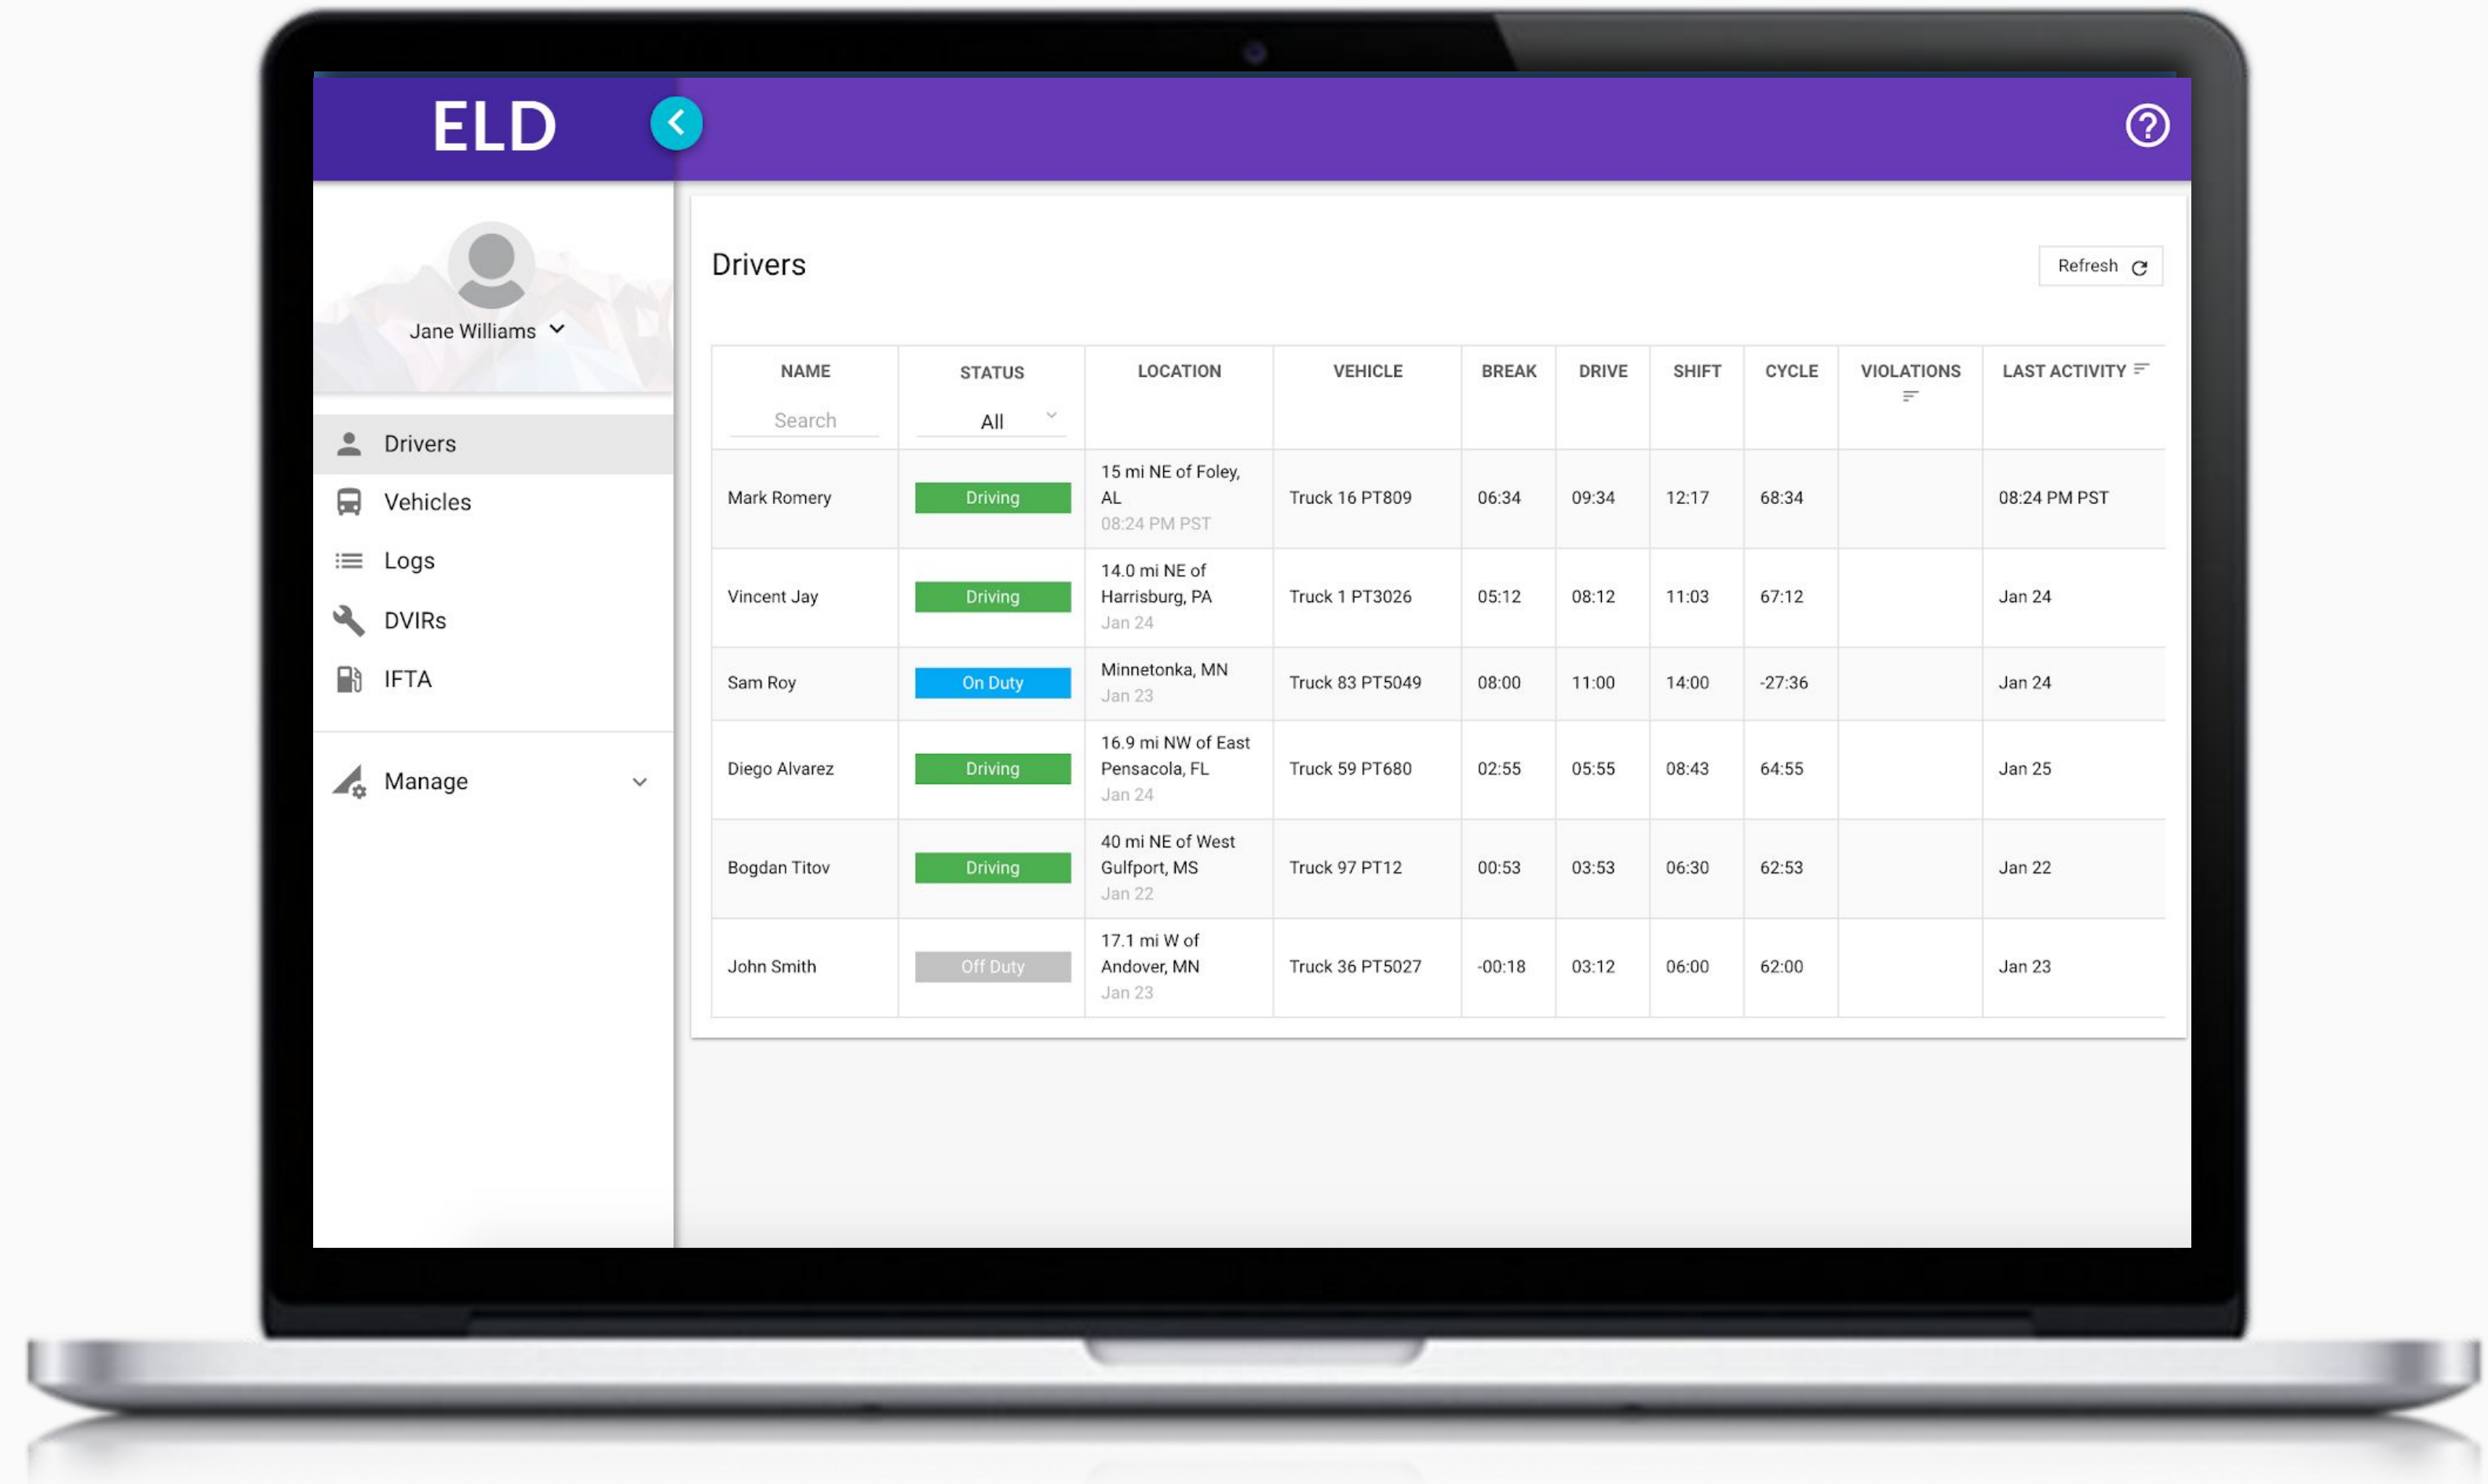 ELD
Jane Williams
Drivers
Vehicles
Logs
DVIRs
IFTA
Manage
Drivers
Refresh
NAME STATUS LOCATION VEHICLE BREAK DRIVE SHIFT CYCLE VIOLATIONS LAST ACTIVITY
Search All
15 mi NE of Foley,
Mark Romery Driving AL Truck 16 PT809 06:34 09:34 12:17 68:34 08:24 PM PST
08:24 PM PST
14.0 mi NE of
Vincent Jay Driving Harrisburg, PA Truck 1 PT3026 05:12 08:12 11:03 67:12 Jan 24
Jan 24
Minnetonka, MN
Sam Roy On Duty Truck 83 PT5049 08:00 11:00 14:00 -27:36 Jan 24
Jan 23
16.9 mi NW of East
Diego Alvarez Driving Pensacola, FL Truck 59 PT680 02:55 05:55 08:43 64:55 Jan 25
Jan 24
40 mi NE of West
Bogdan Titov Driving Gulfport, MS Truck 97 PT12 00:53 03:53 06:30 62:53 Jan 22
Jan 22
17.1 mi W of
John Smith Off Duty Andover, MN Truck 36 PT5027 -00:18 03:12 06:00 62:00 Jan 23
Jan 23